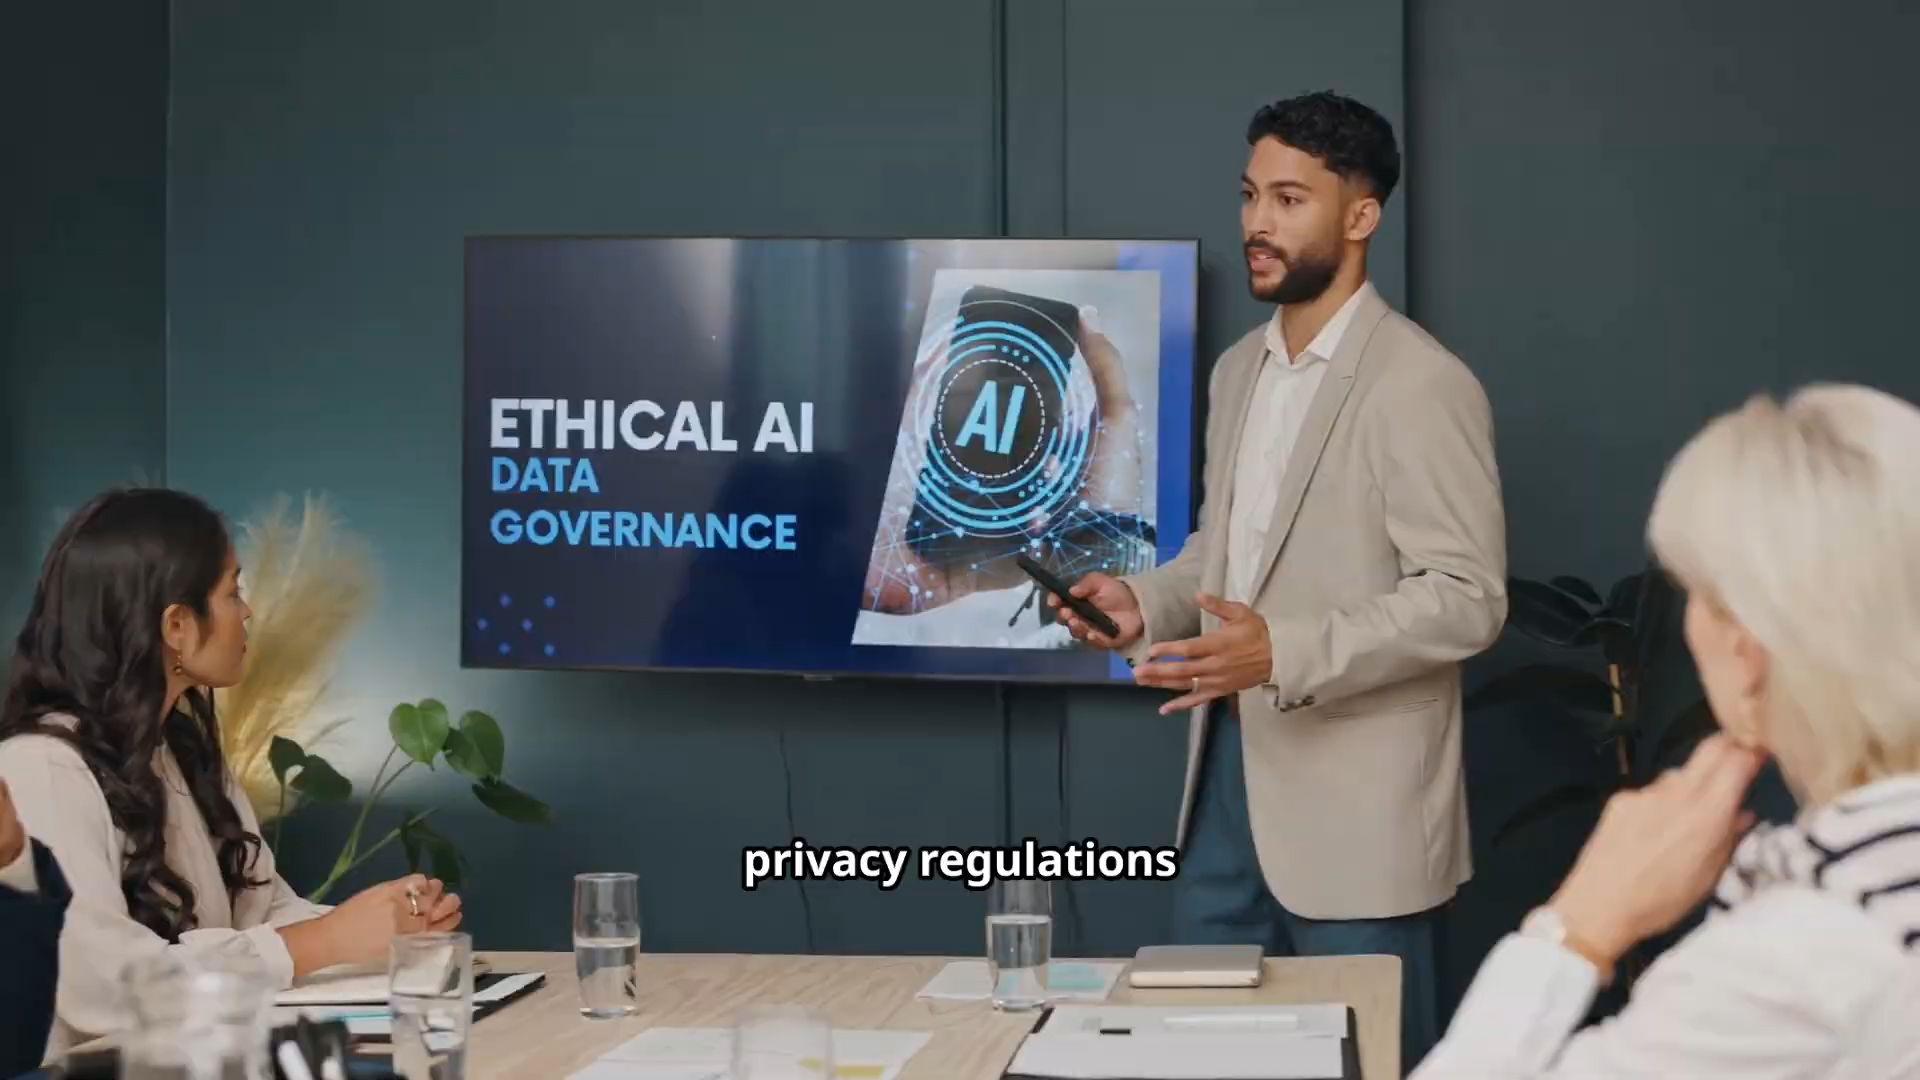 ETHICAL AI
DATA
GOVERNANCE
AI
privacy regulations